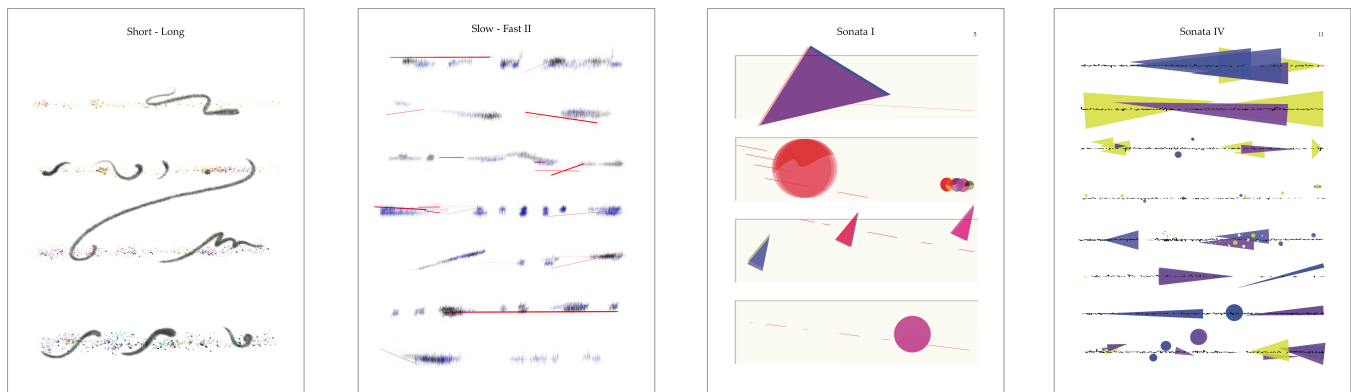 Short - Long
Slow - Fast II
Sonata I
5
Sonata IV
11